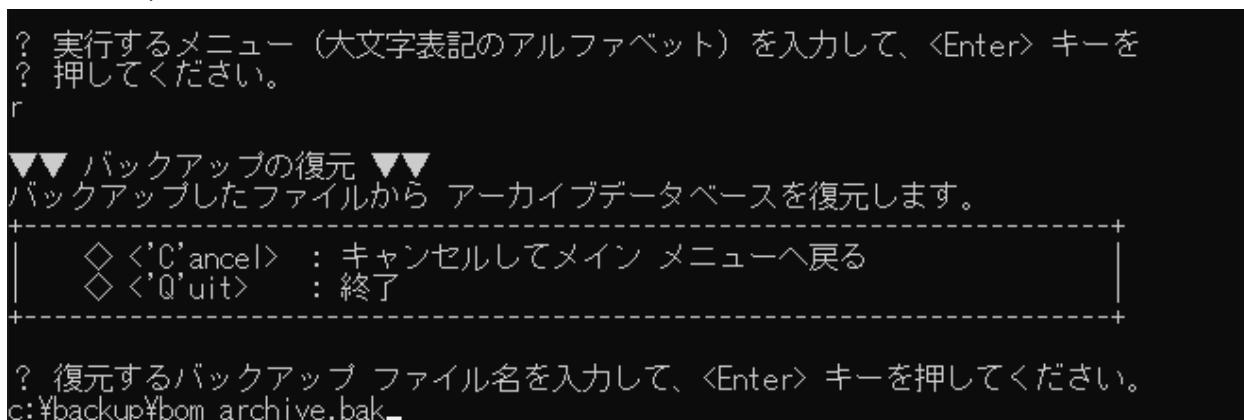 ? 実行するメニュー（大文字表記のアルファベット）を入力して、<Enter> キーを
? 押してください。
r
▼▼ バックアップの復元 ▼▼
バックアップしたファイルから アーカイブデータベースを復元します。
+-------------------------------------------------------------------------+
| ◇ <'C'ancel> : キャンセルしてメイン メニューへ戻る |
| ◇ <'Q'uit> : 終了 |
+-------------------------------------------------------------------------+
? 復元するバックアップ ファイル名を入力して、<Enter> キーを押してください。
c:¥backup¥bom_archive.bak